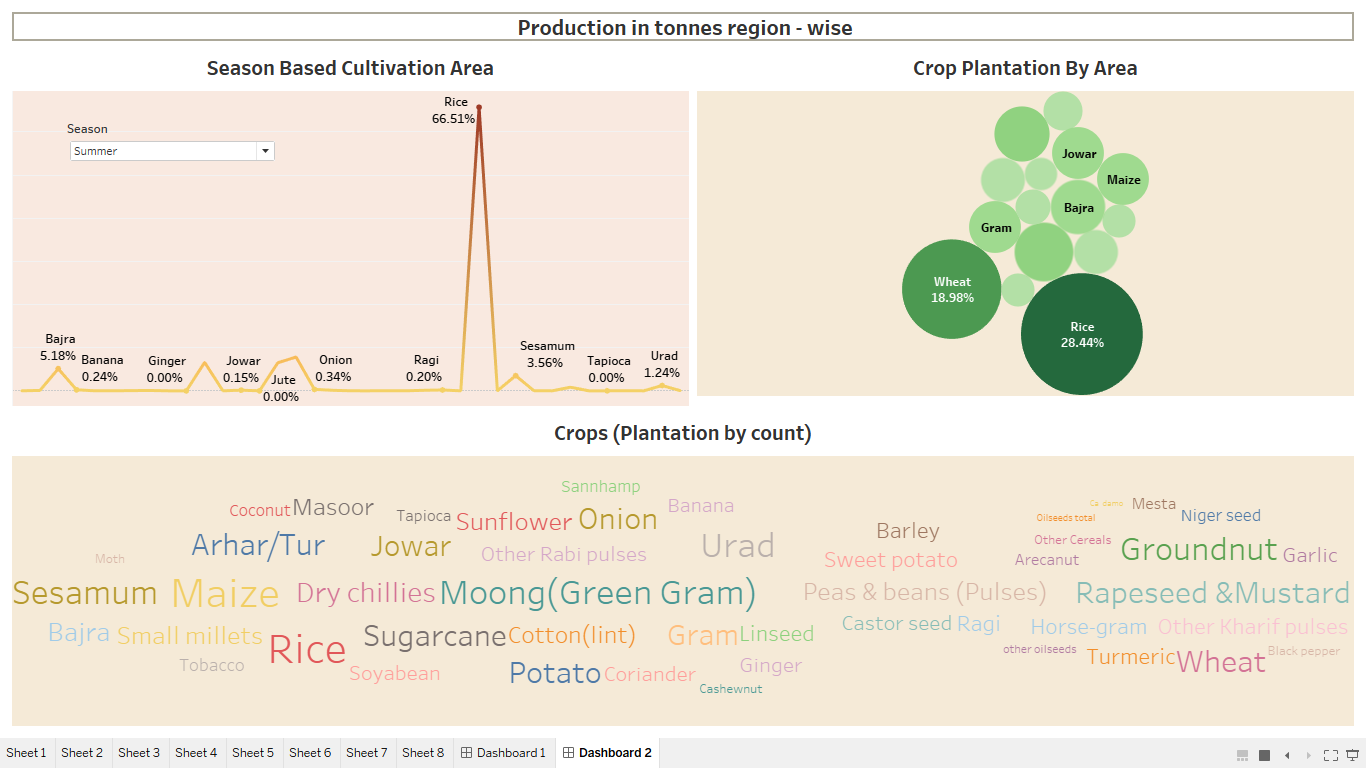 Production in tonnes region - wise
Season Based Cultivation Area
Season
Summer
Rice
66.51%
Bajra
5.18%
Banana
0.24%
Ginger
0.00%
Jowar
0.15%
Jute
0.00%
Onion
0.34%
Ragi
0.20%
Sesamum
3.56%
Tapioca
0.00%
Urad
1.24%
Crop Plantation By Area
Jowar
Maize
Bajra
Gram
Wheat
18.98%
Rice
28.44%
Crops (Plantation by count)
Sannhamp
Coconut Masoor Tapioca Sunflower Onion Banana
Arhar/Tur Jowar Other Rabi pulses Urad
Moth
Barley
Sweet potato
Mesta
Oilseeds total
Niger seed
Other Cereals
Arecanut Groundnut Garlic
Sesamum Maize Dry chillies Moong(Green Gram) Peas & beans (Pulses) Rapeseed &Mustard
Bajra Small millets Rice Sugarcane Cotton(lint) Gram Linseed Castor seed Ragi Horse-gram Other Kharif pulses
Tobacco Soyabean Potato Coriander Ginger
Cashewnut
other oilseeds Turmeric Wheat Black pepper
Sheet 1 Sheet 2 Sheet 3 Sheet 4 Sheet 5 Sheet 6 Sheet 7 Sheet 8 Dashboard 1 Dashboard 2